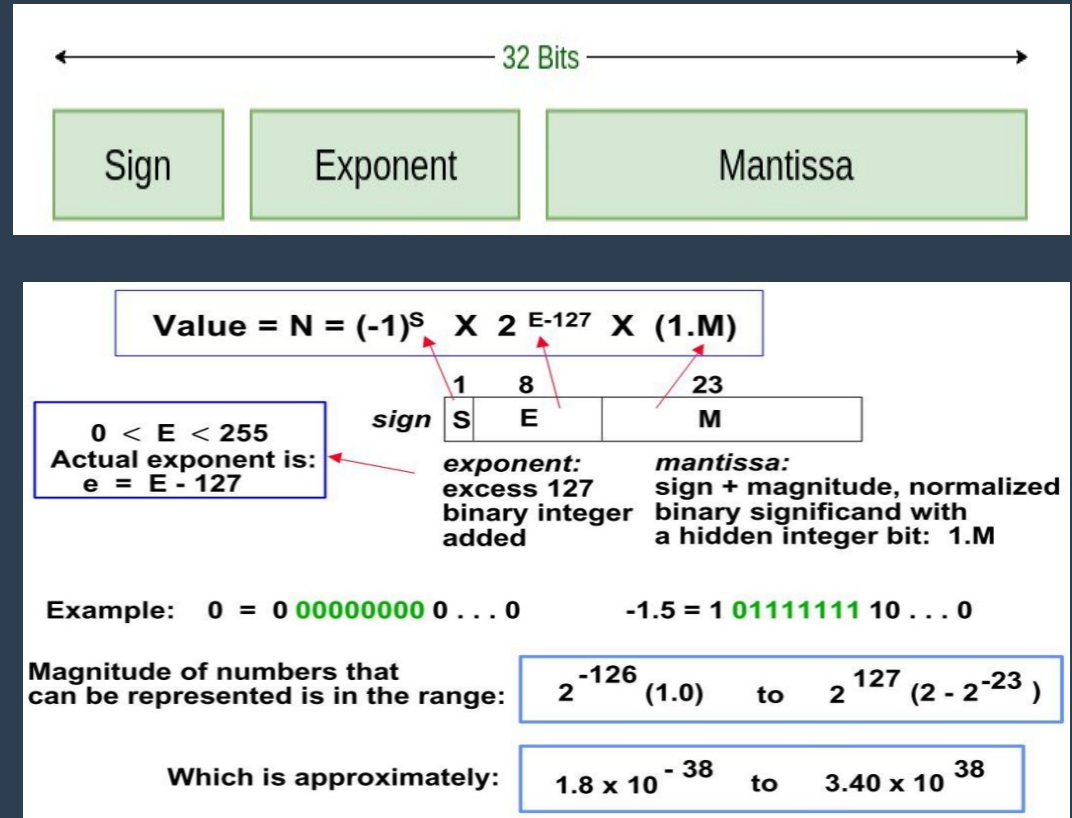 32 Bits
Sign Exponent Mantissa
Value = N = (-1)^S X 2^E-127 X (1.M)
1 8 23
sign S E M
0 < E < 255
Actual exponent is:
e = E - 127
exponent:
excess 127
binary integer
added
mantissa:
sign + magnitude, normalized
binary significand with
a hidden integer bit: 1.M
Example: 0 = 0 00000000 0 . . . 0 -1.5 = 1 01111111 10 . . . 0
Magnitude of numbers that
can be represented is in the range:
2^-126 (1.0) to 2^127 (2 - 2^-23 )
Which is approximately:
1.8 x 10^- 38 to 3.40 x 10^38